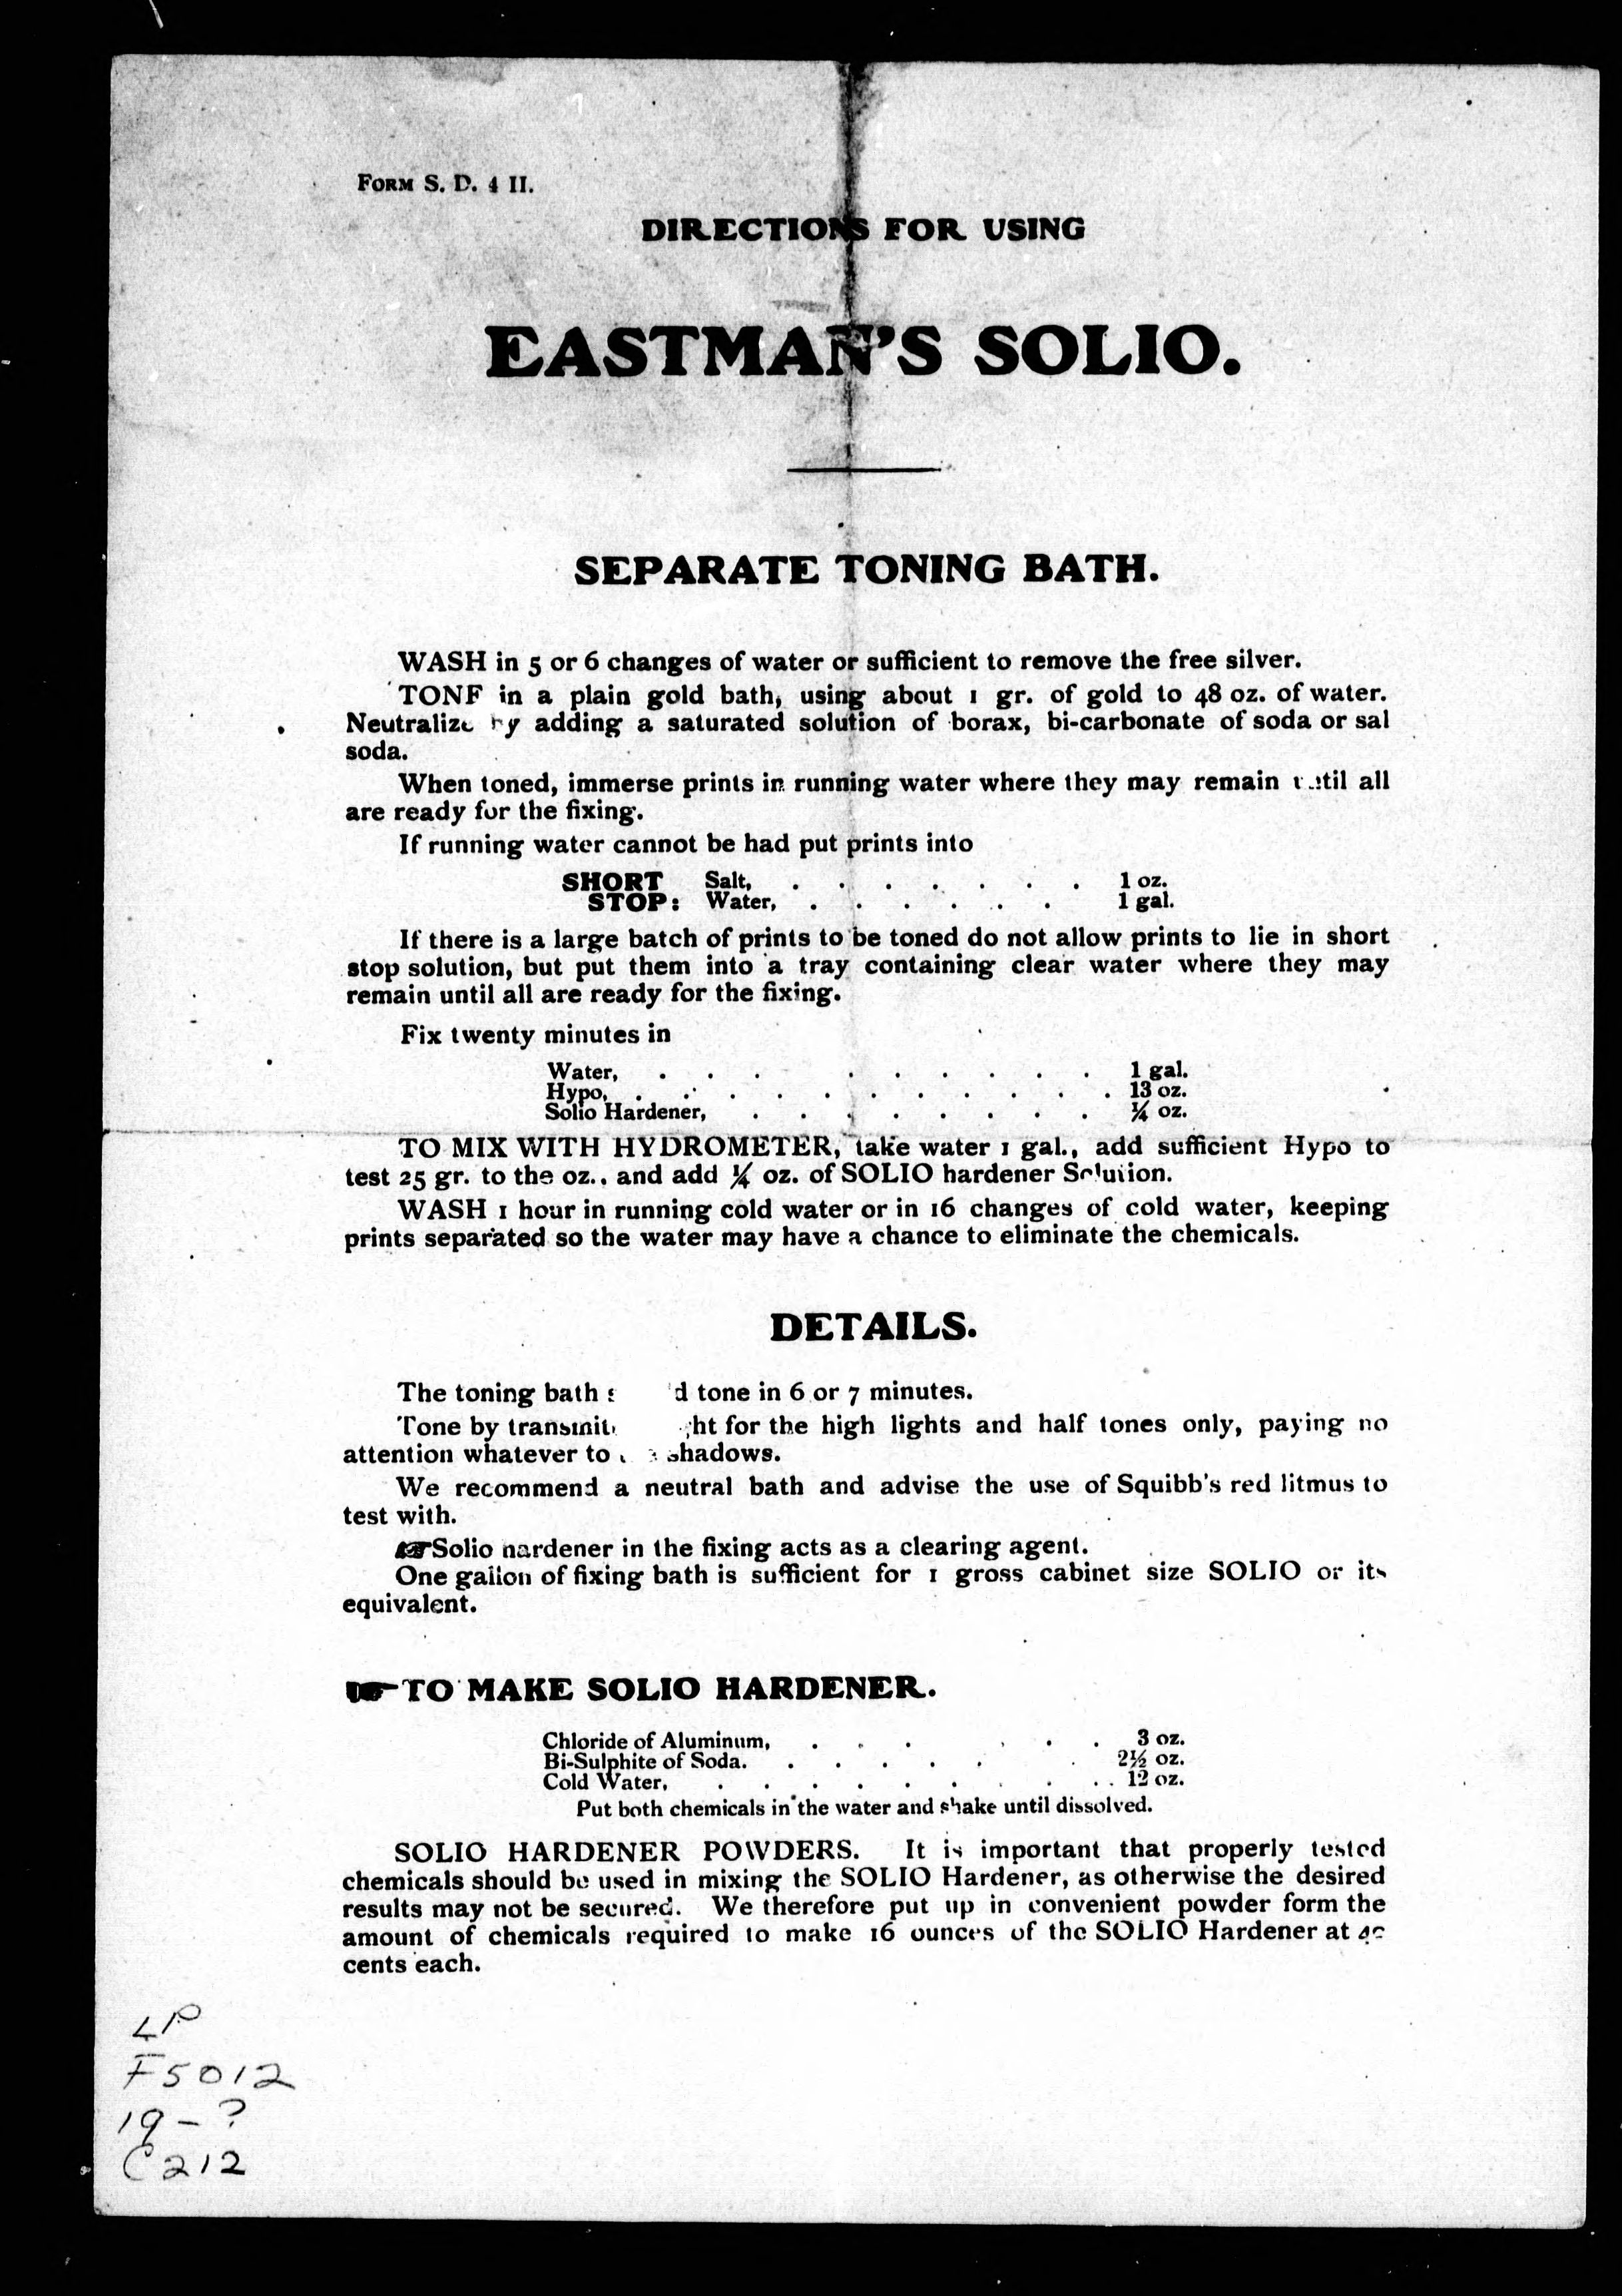 FORM S. D. 4 II.
DIRECTIONS FOR USING
EASTMAN'S SOLIO.
SEPARATE TONING BATH.
WASH in 5 or 6 changes of water or sufficient to remove the free silver.
TONE in a plain gold bath, using about 1 gr. of gold to 48 oz. of water.
Neutralize by adding a saturated solution of borax, bi-carbonate of soda or sal
soda.
When toned, immerse prints in running water where they may remain until all
are ready for the fixing.
If running water cannot be had put prints into
SHORT Salt, . . . . . . . 1 oz.
STOP: Water, . . . . . . 1 gal.
If there is a large batch of prints to be toned do not allow prints to lie in short
stop solution, but put them into a tray containing clear water where they may
remain until all are ready for the fixing.
Fix twenty minutes in
Water, . . . . . . . . . 1 gal.
Hypo, . . . . . . . . . . . 13 oz.
Solio Hardener, . . . . . . . . ¼ oz.
TO MIX WITH HYDROMETER, take water 1 gal., add sufficient Hypo to
test 25 gr. to the oz., and add ¼ oz. of SOLIO hardener Solution.
WASH 1 hour in running cold water or in 16 changes of cold water, keeping
prints separated so the water may have a chance to eliminate the chemicals.
DETAILS.
The toning bath tone in 6 or 7 minutes.
Tone by for the high lights and half tones only, paying no
attention whatever to shadows.
We recommend a neutral bath and advise the use of Squibb's red litmus to
test with.
☞Solio hardener in the fixing acts as a clearing agent.
One gallon of fixing bath is sufficient for 1 gross cabinet size SOLIO or its
equivalent.
☞TO MAKE SOLIO HARDENER.
Chloride of Aluminum, . . . . . . 3 oz.
Bi-Sulphite of Soda. . . . . . . 2½ oz.
Cold Water, . . . . . . . . . . 12 oz.
Put both chemicals in the water and shake until dissolved.
SOLIO HARDENER POWDERS. It is important that properly tested
chemicals should be used in mixing the SOLIO Hardener, as otherwise the desired
results may not be secured. We therefore put up in convenient powder form the
amount of chemicals required to make 16 ounces of the SOLIO Hardener at
cents each.
LP
F5012
19-?
C212